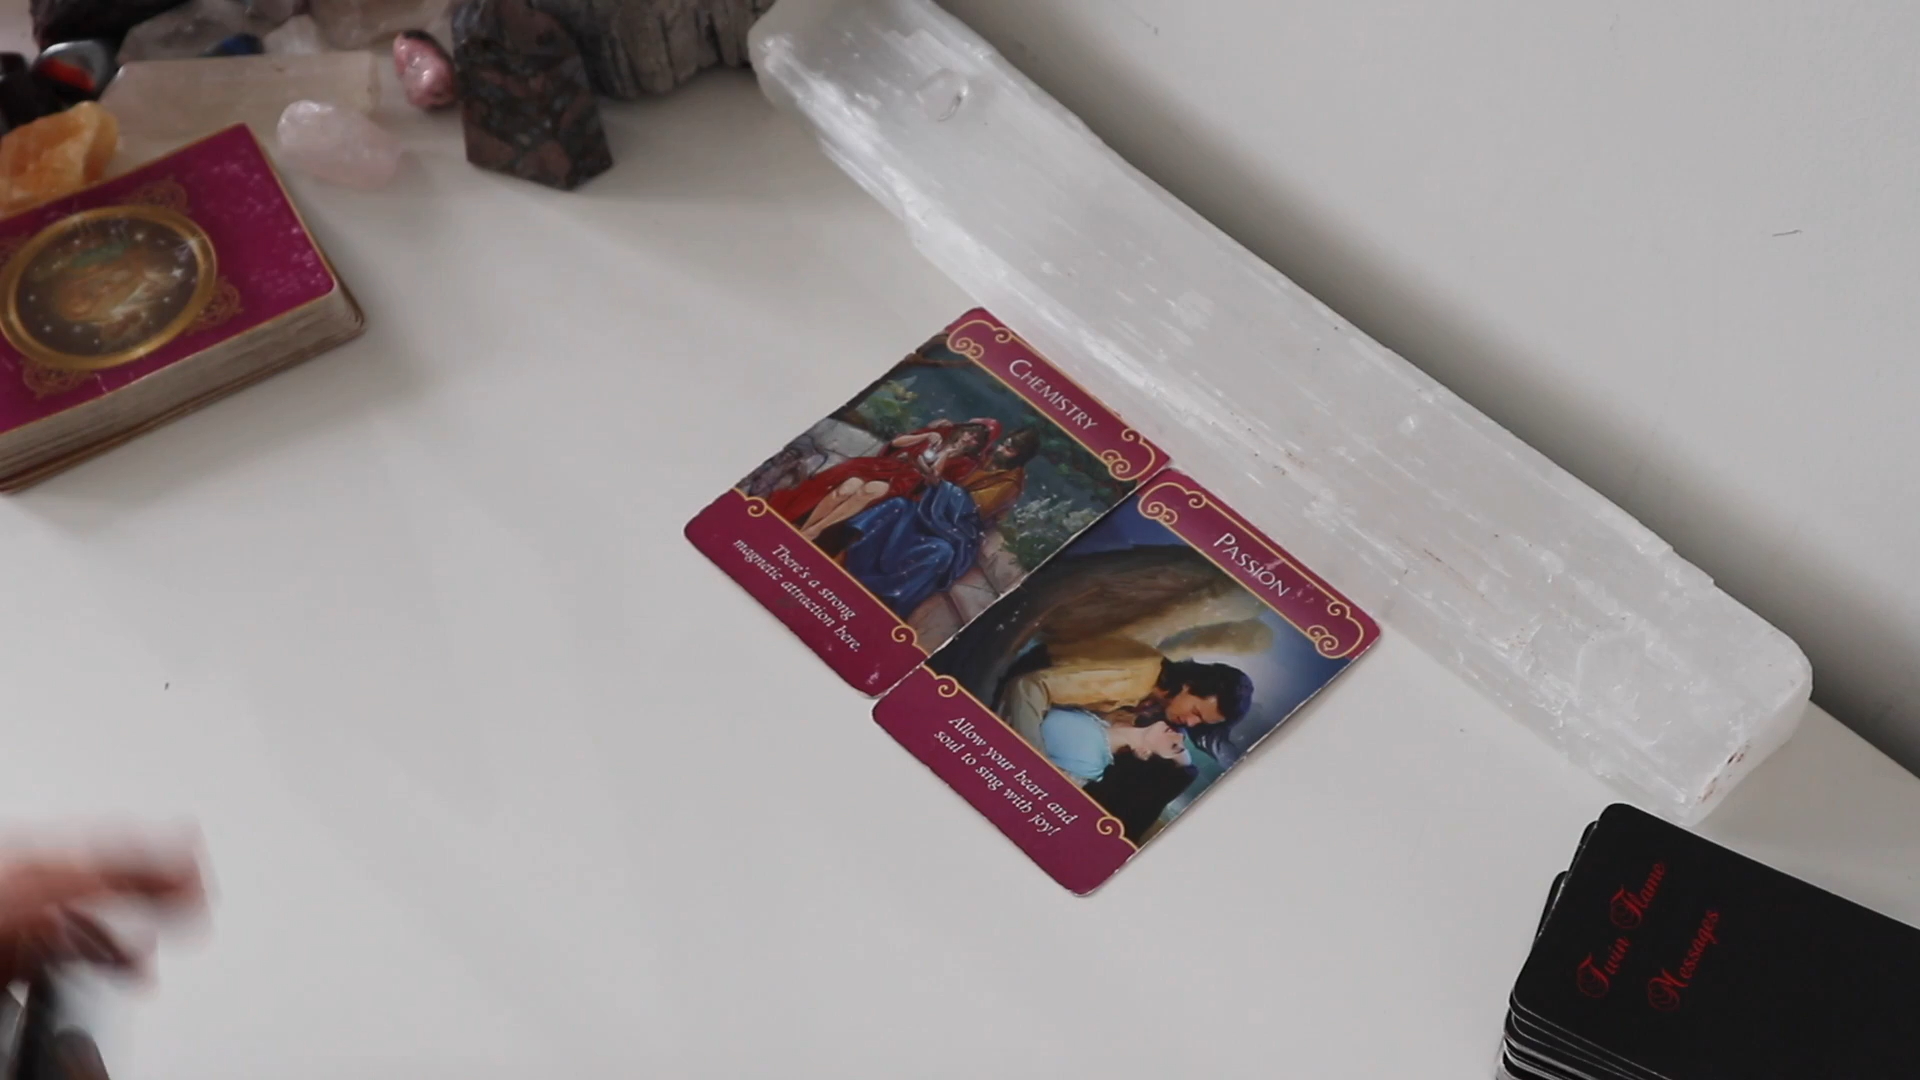 CHEMISTRY
There's a strong
magnetic attraction here.
PASSION
Allow your heart and
soul to sing with joy!
Twin Flame
Messages